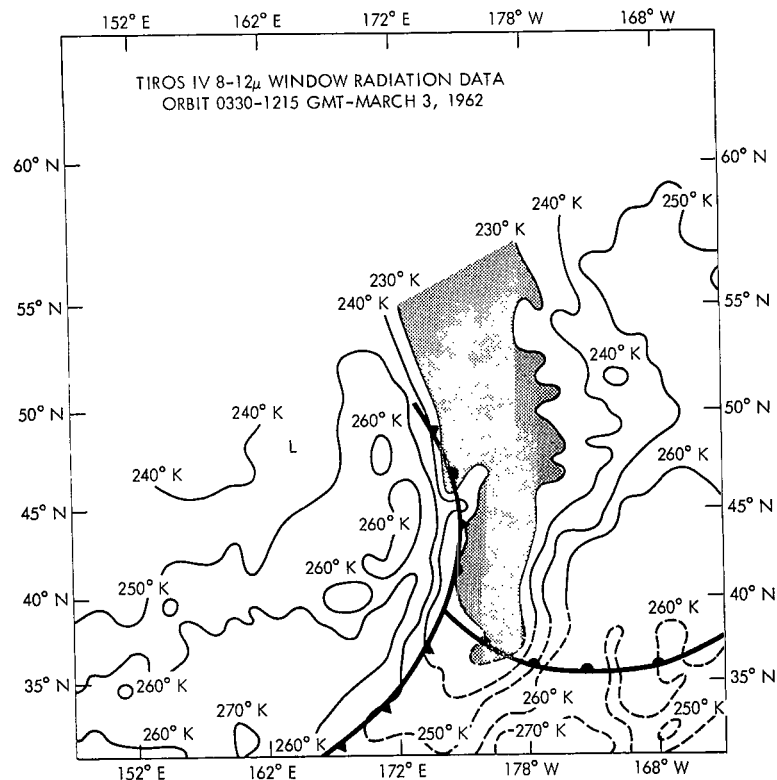 152° E 162° E 172° E 178° W 168° W
TIROS IV 8-12μ WINDOW RADIATION DATA
ORBIT 0330-1215 GMT-MARCH 3, 1962
60° N 60° N
250° K
240° K
230° K
230° K
55° N 240° K 55° N
240° K
50° N 240° K 260° K 50° N
L
240° K 260° K
45° N 260° K 45° N
260° K
250° K
40° N 40° N
260° K
35° N 260° K 260° K 35° N
270° K 250° K
260° K 260° K 250° K 270° K
152° E 162° E 172° E 178° W 168° W